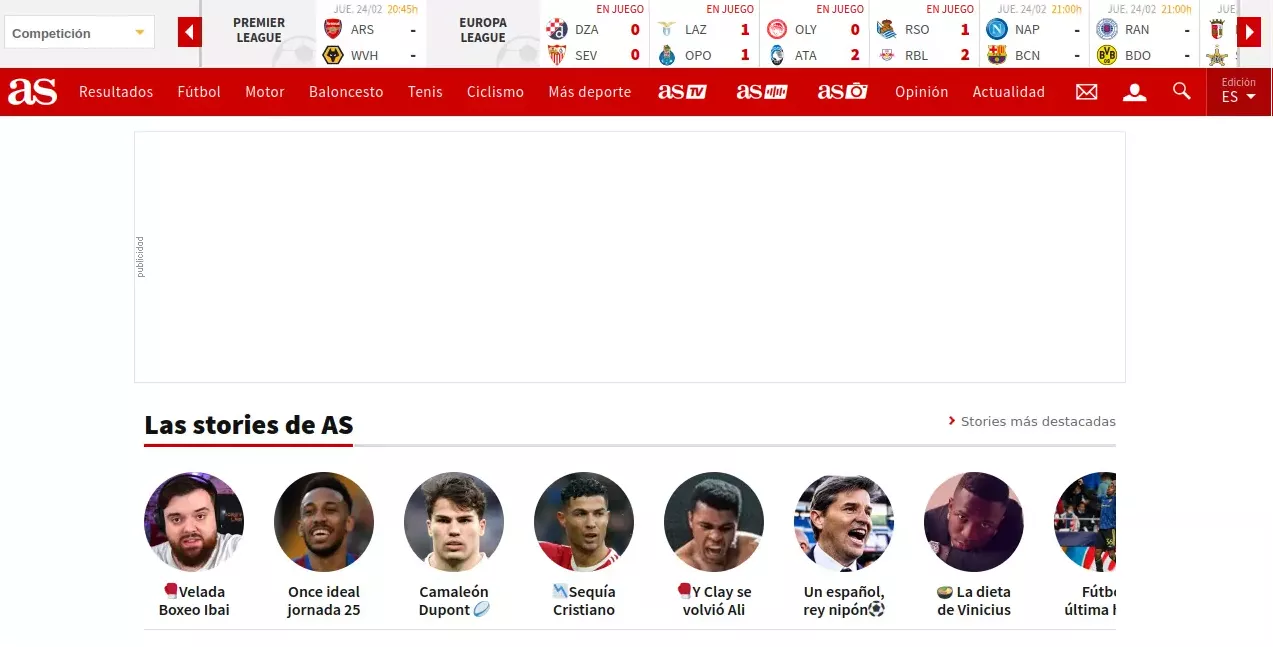 Competición
PREMIER
LEAGUE
JUE. 24/02 20:45h
ARS -
WVH -
EUROPA
LEAGUE
EN JUEGO
DZA 0
SEV 0
EN JUEGO
LAZ 1
OPO 1
EN JUEGO
OLY 0
ATA 2
EN JUEGO
RSO 1
RBL 2
JUE. 24/02 21:00h
NAP -
BCN -
JUE. 24/02 21:00h
RAN -
BDO -
JUE.
as Resultados Fútbol Motor Baloncesto Tenis Ciclismo Más deporte as TV as as Opinión Actualidad
Edición
ES
publicidad
Las stories de AS
Stories más destacadas
Velada
Boxeo Ibai
Once ideal
jornada 25
Camaleón
Dupont
Sequía
Cristiano
Y Clay se
volvió Ali
Un español,
rey nipón
La dieta
de Vinicius
Fútb
última h